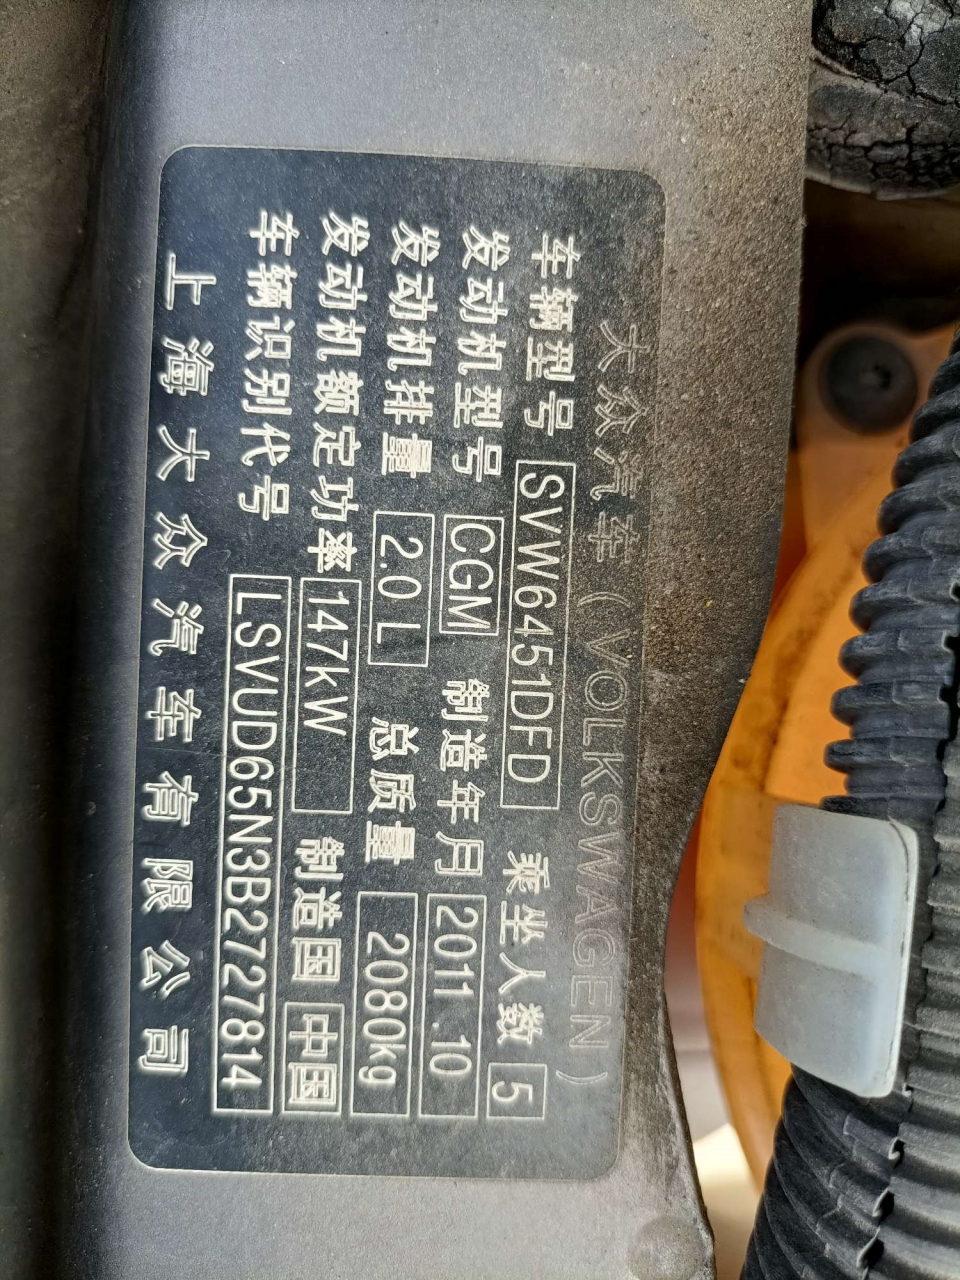 大众汽车（VOLKSWAGEN）
车辆型号 SVW6451DFD 乘坐人数 5
发动机型号 CGM 制造年月 2011.10
发动机排量 2.0L 总质量 2080kg
发动机额定功率 147kW 制造国 中国
车辆识别代号 LSVUD65N3B2727814
上海大众汽车有限公司